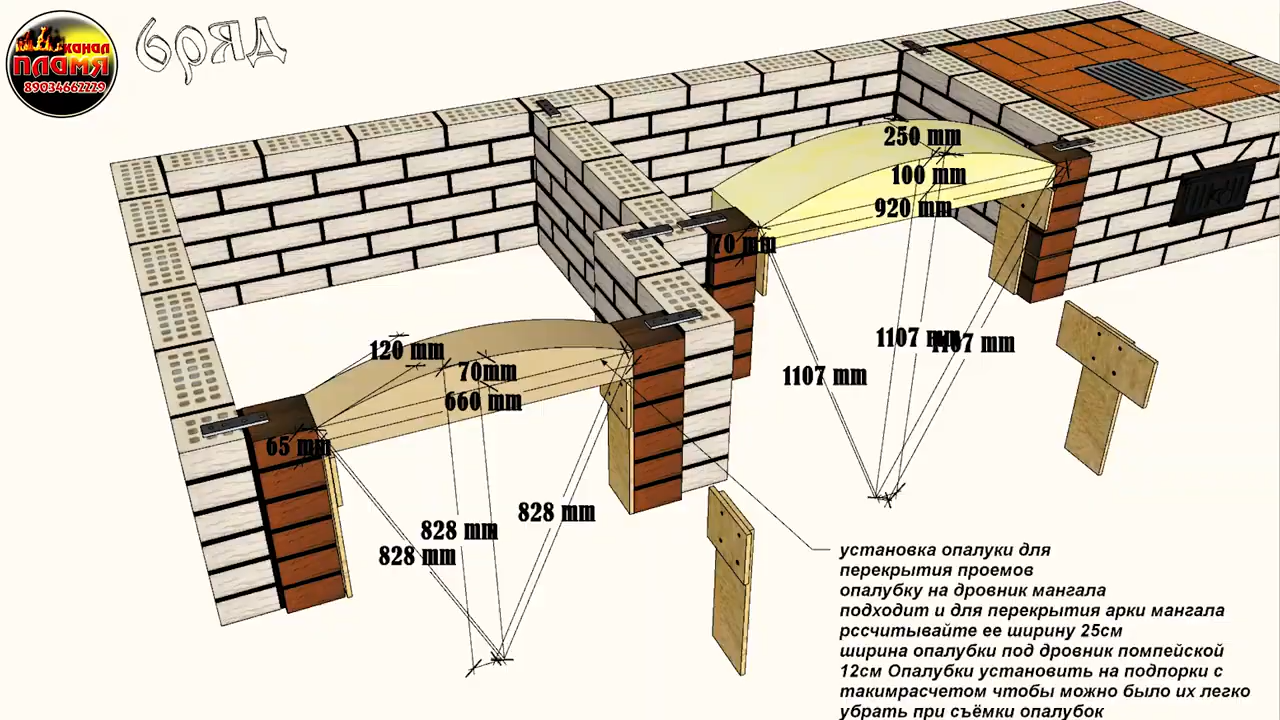 канал
пламя
89034662229
6ряд
250 mm
100 mm
920 mm
70 mm
1107 mm
1107 mm
1107 mm
120 mm
70mm
660 mm
65 mm
828 mm
828 mm
828 mm
установка опалуки для
перекрытия проемов
опалубку на дровник мангала
подходит и для перекрытия арки мангала
рссчитывайте ее ширину 25см
ширина опалубки под дровник помпейской
12см Опалубки установить на подпорки с
такимрасчетом чтобы можно было их легко
убрать при съёмки опалубок